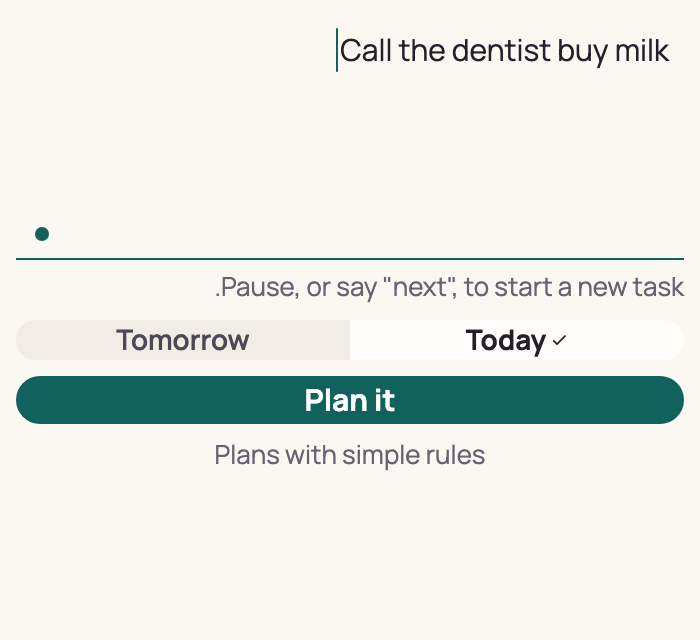 Call the dentist buy milk
.Pause, or say "next", to start a new task
Today
Tomorrow
Plan it
Plans with simple rules